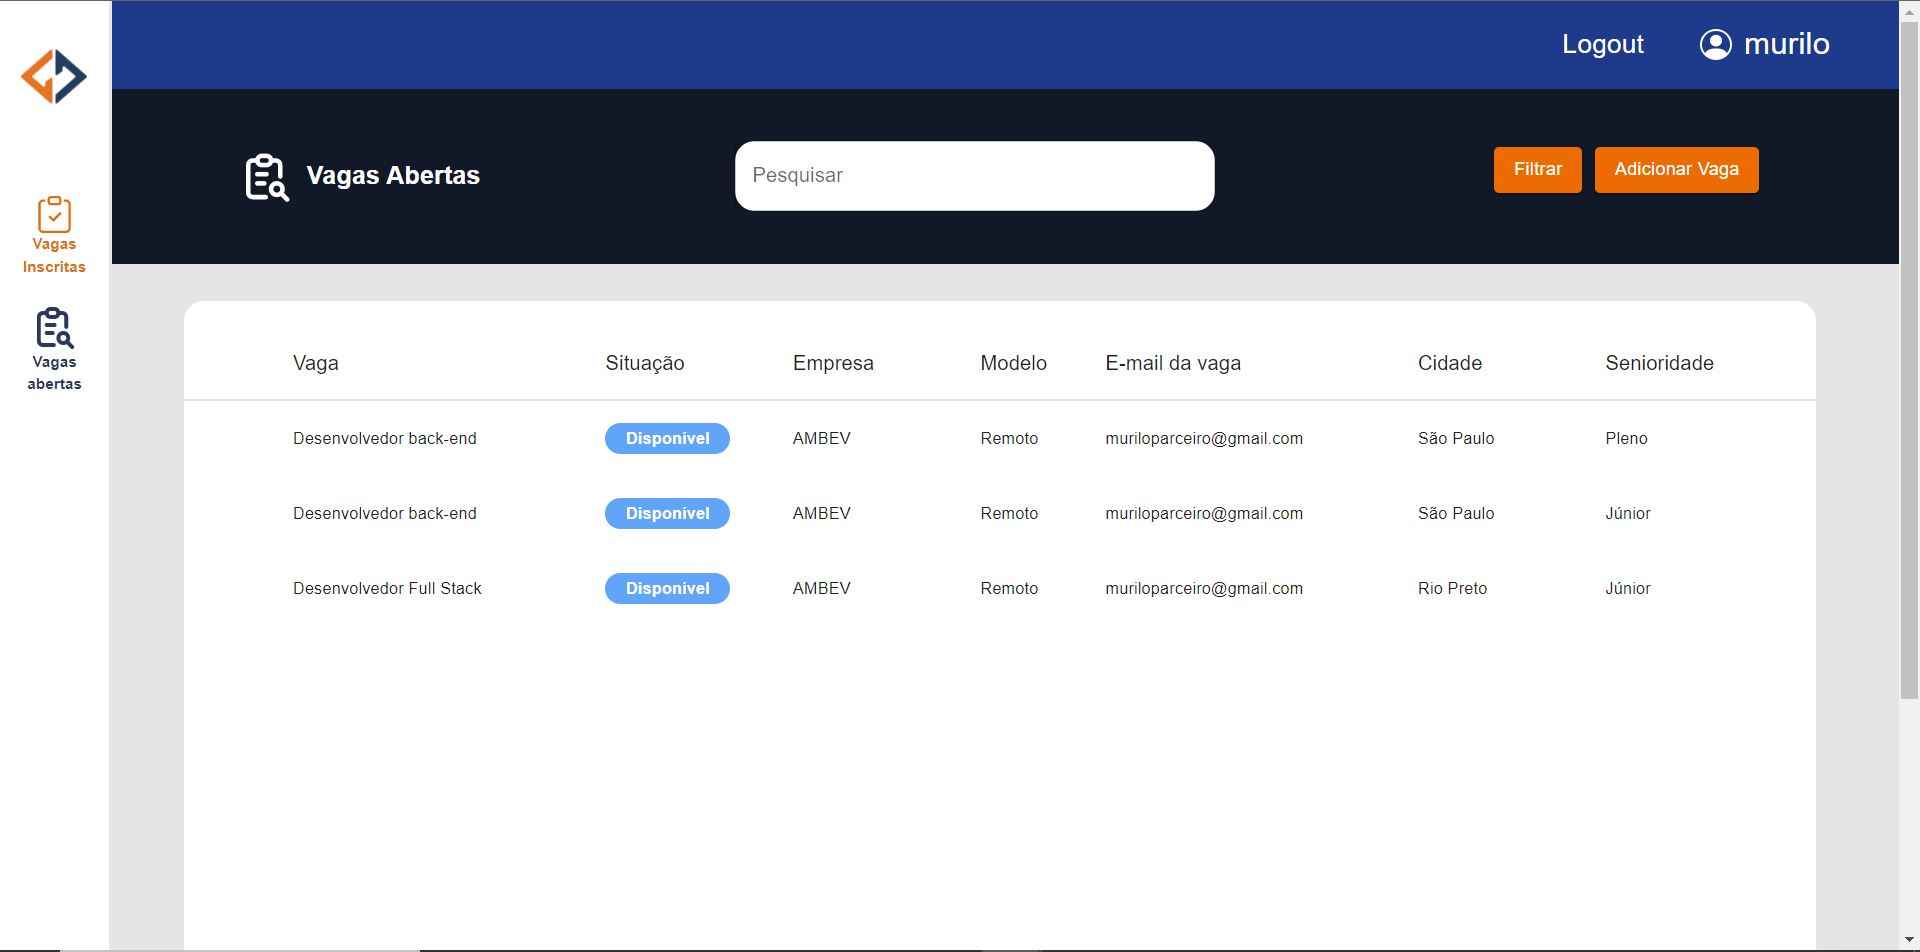 Logout murilo
Vagas Abertas Pesquisar Filtrar Adicionar Vaga
Vagas
Inscritas
Vagas
abertas
Vaga Situação Empresa Modelo E-mail da vaga Cidade Senioridade
Desenvolvedor back-end Disponível AMBEV Remoto muriloparceiro@gmail.com São Paulo Pleno
Desenvolvedor back-end Disponível AMBEV Remoto muriloparceiro@gmail.com São Paulo Júnior
Desenvolvedor Full Stack Disponível AMBEV Remoto muriloparceiro@gmail.com Rio Preto Júnior